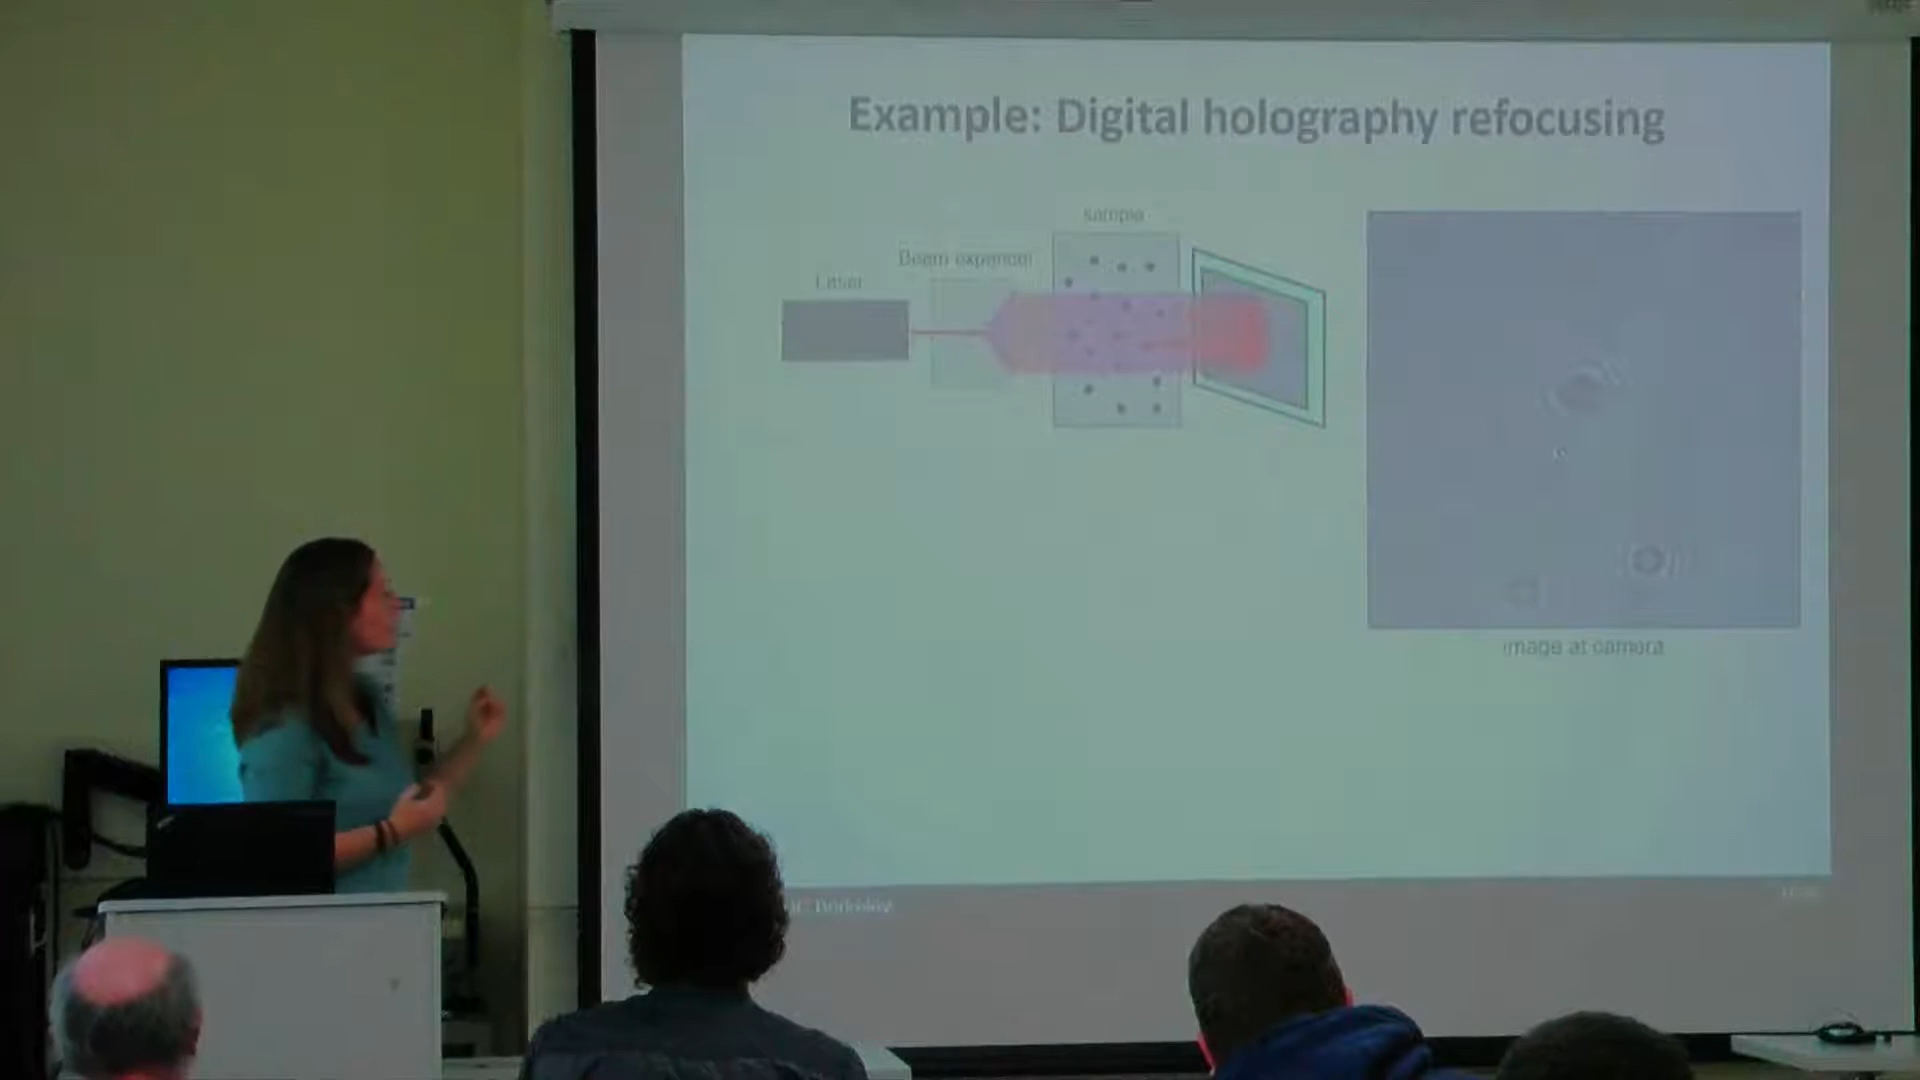 Example: Digital holography refocusing
sample
Beam expander
Laser
image at camera